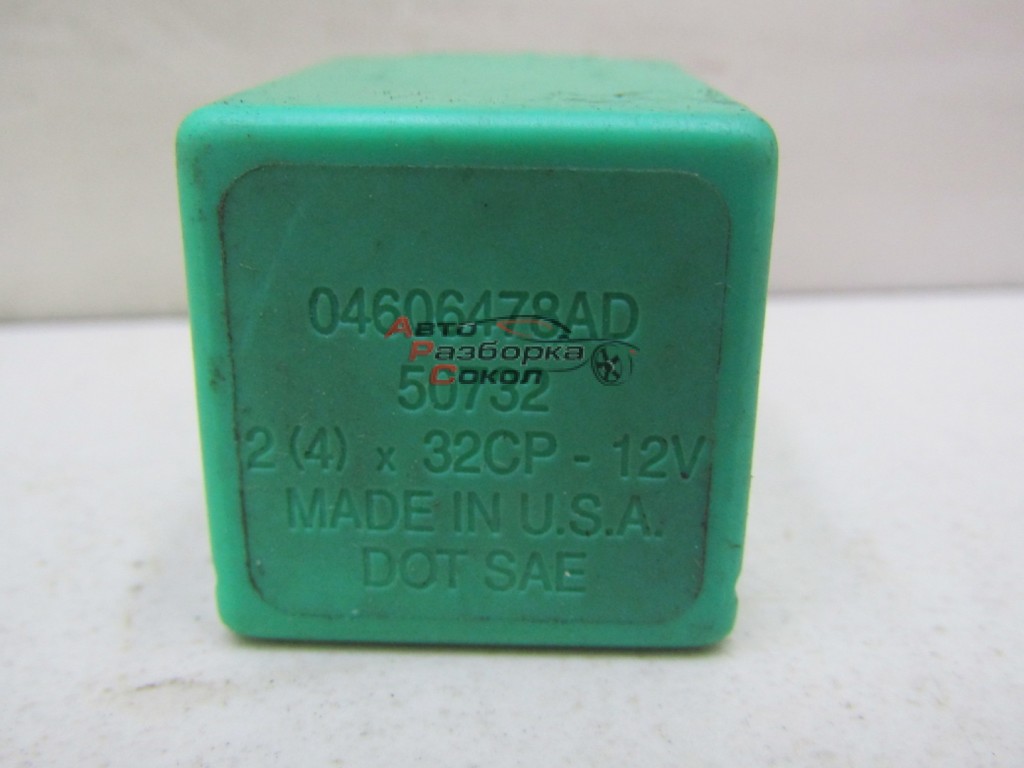 04606478AD
Авто
Разборка
Сокол
50732
2 (4) x 32CP - 12V
MADE IN U.S.A.
DOT SAE